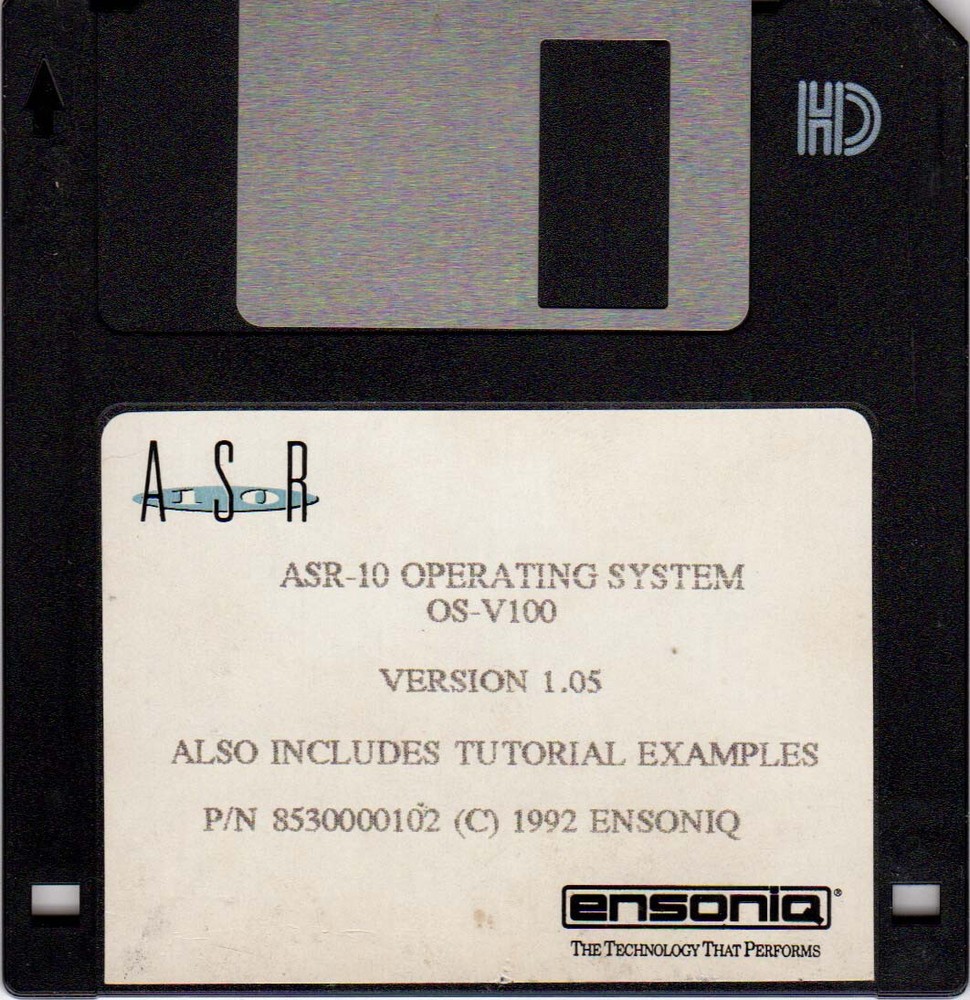 HD
ASR
10
ASR-10 OPERATING SYSTEM
OS-V100
VERSION 1.05
ALSO INCLUDES TUTORIAL EXAMPLES
P/N 8530000102 (C) 1992 ENSONIQ
ensoniq®
THE TECHNOLOGY THAT PERFORMS